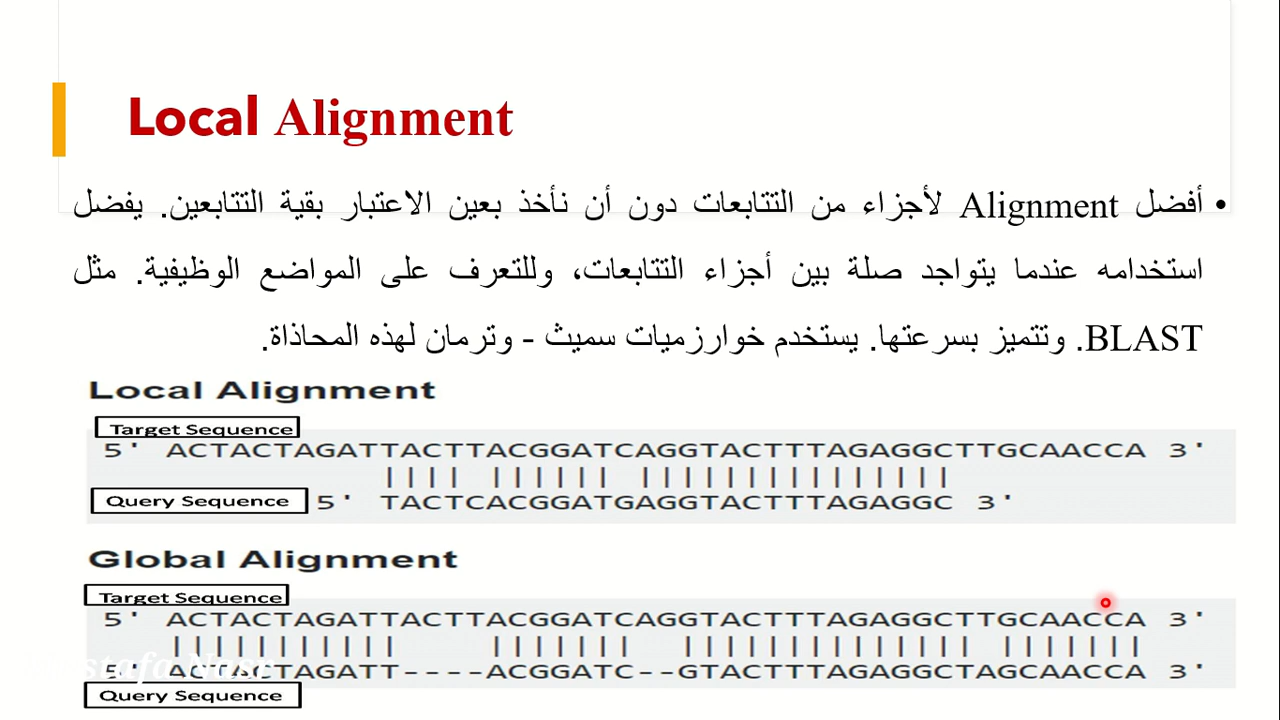 Local Alignment
• أفضل Alignment لأجزاء من التتابعات دون أن نأخذ بعين الاعتبار بقية التتابعين. يفضل
استخدامه عندما يتواجد صلة بين أجزاء التتابعات، وللتعرف على المواضع الوظيفية. مثل
BLAST. وتتميز بسرعتها. يستخدم خوارزميات سميث - وترمان لهذه المحاذاة.
Local Alignment
Target Sequence
5' ACTACTAGATTACTTACGGATCAGGTACTTTAGAGGCTTGCAACCA 3'
|||| |||||| |||||||||||||||
Query Sequence 5' TACTCACGGATGAGGTACTTTAGAGGC 3'
Global Alignment
Target Sequence
5' ACTACTAGATTACTTACGGATCAGGTACTTTAGAGGCTTGCAACCA 3'
||||||||||| ||||||| |||||||||||||| |||||||
5' ACTACTAGATT----ACGGATC--GTACTTTAGAGGCTAGCAACCA 3'
Query Sequence